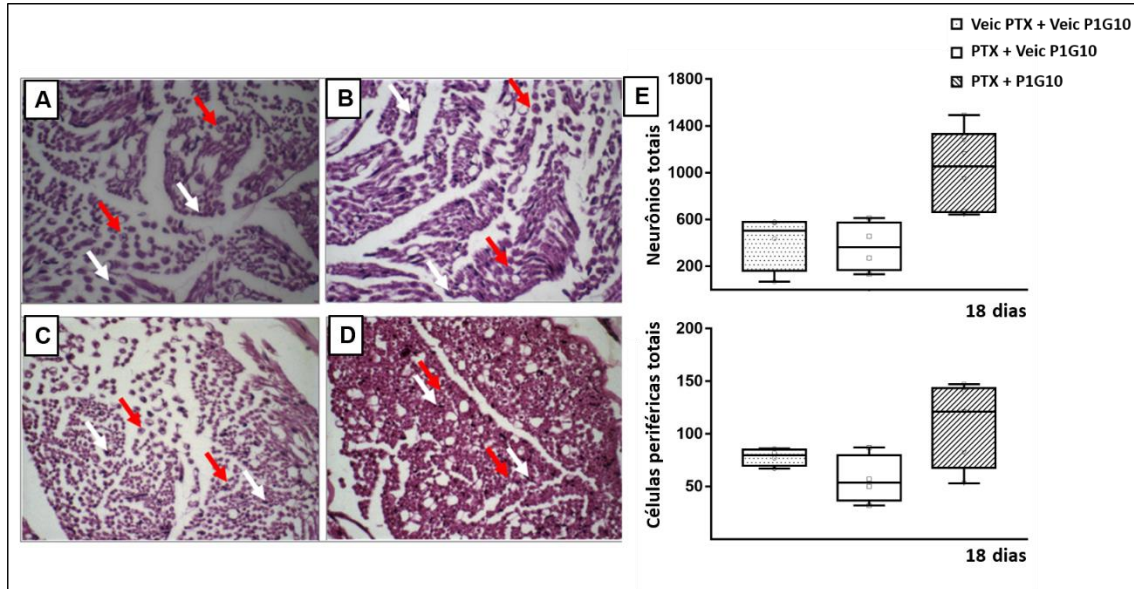 A
B
C
D
E
Veic PTX + Veic P1G10
PTX + Veic P1G10
PTX + P1G10
Neurônios totais
1800
1400
1000
600
200
18 dias
Células periféricas totais
200
150
100
50
18 dias